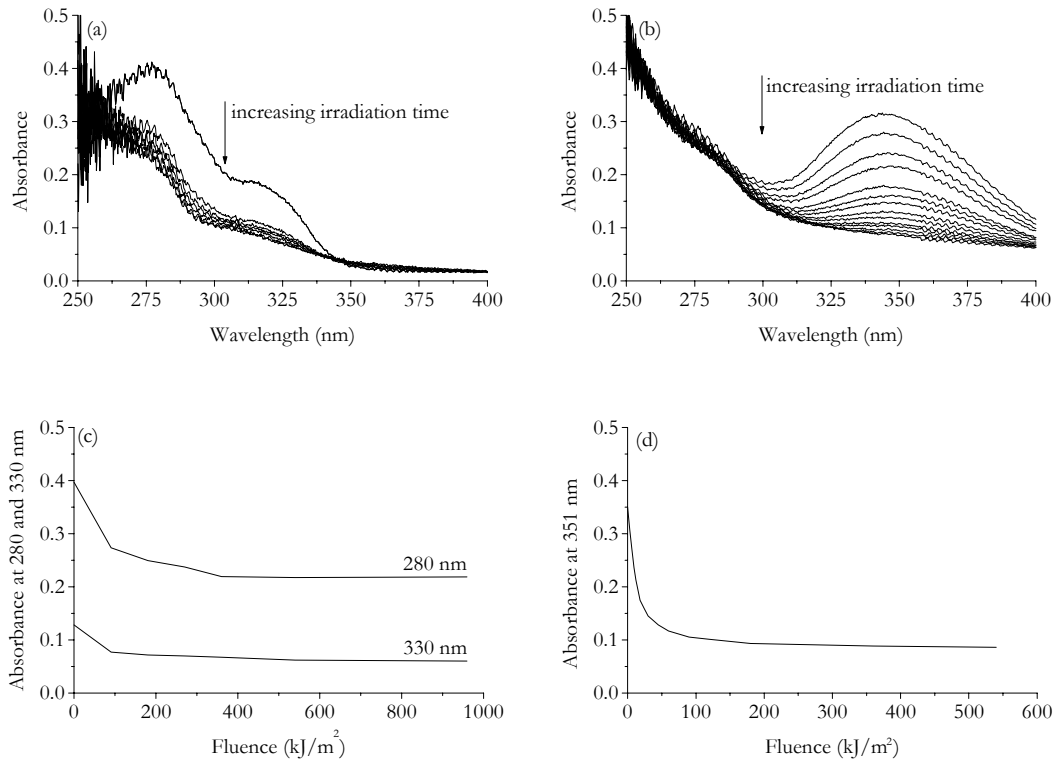 (a)
0.5
0.4
0.3
0.2
0.1
0.0
Absorbance
increasing irradiation time
250 275 300 325 350 375 400
Wavelength (nm)
(b)
0.5
0.4
0.3
0.2
0.1
0.0
Absorbance
increasing irradiation time
250 275 300 325 350 375 400
Wavelength (nm)
(c)
0.5
0.4
0.3
0.2
0.1
0.0
Absorbance at 280 and 330 nm
280 nm
330 nm
0 200 400 600 800 1000
Fluence (kJ/m²)
(d)
0.5
0.4
0.3
0.2
0.1
0.0
Absorbance at 351 nm
0 100 200 300 400 500 600
Fluence (kJ/m²)